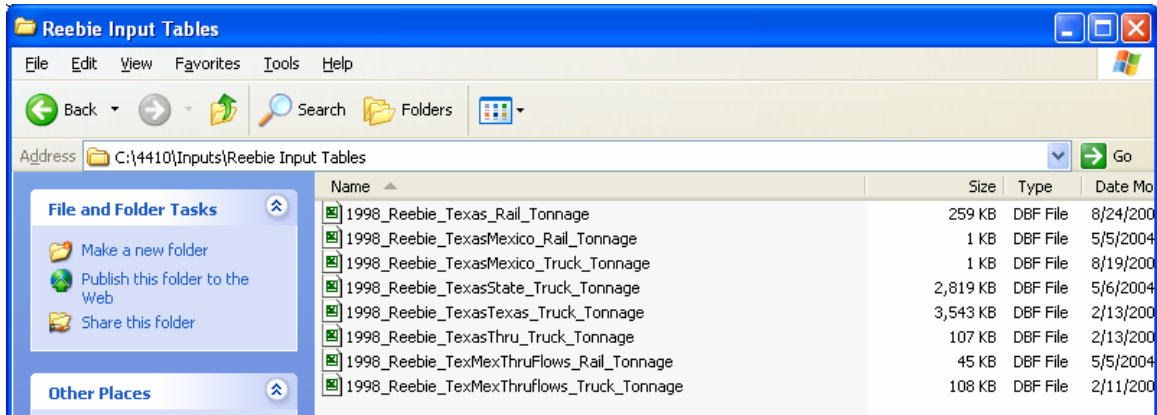 Reebie Input Tables
File Edit View Favorites Tools Help
Back Search Folders
Address C:\4410\Inputs\Reebie Input Tables Go
Name Size Type Date Mo
File and Folder Tasks
Make a new folder
Publish this folder to the
Web
Share this folder
Other Places
1998_Reebie_Texas_Rail_Tonnage 259 KB DBF File 8/24/200
1998_Reebie_TexasMexico_Rail_Tonnage 1 KB DBF File 5/5/2004
1998_Reebie_TexasMexico_Truck_Tonnage 1 KB DBF File 8/19/200
1998_Reebie_TexasState_Truck_Tonnage 2,819 KB DBF File 5/6/2004
1998_Reebie_TexasTexas_Truck_Tonnage 3,543 KB DBF File 2/13/200
1998_Reebie_TexasThru_Truck_Tonnage 107 KB DBF File 2/13/200
1998_Reebie_TexMexThruFlows_Rail_Tonnage 45 KB DBF File 5/5/2004
1998_Reebie_TexMexThruflows_Truck_Tonnage 108 KB DBF File 2/11/200